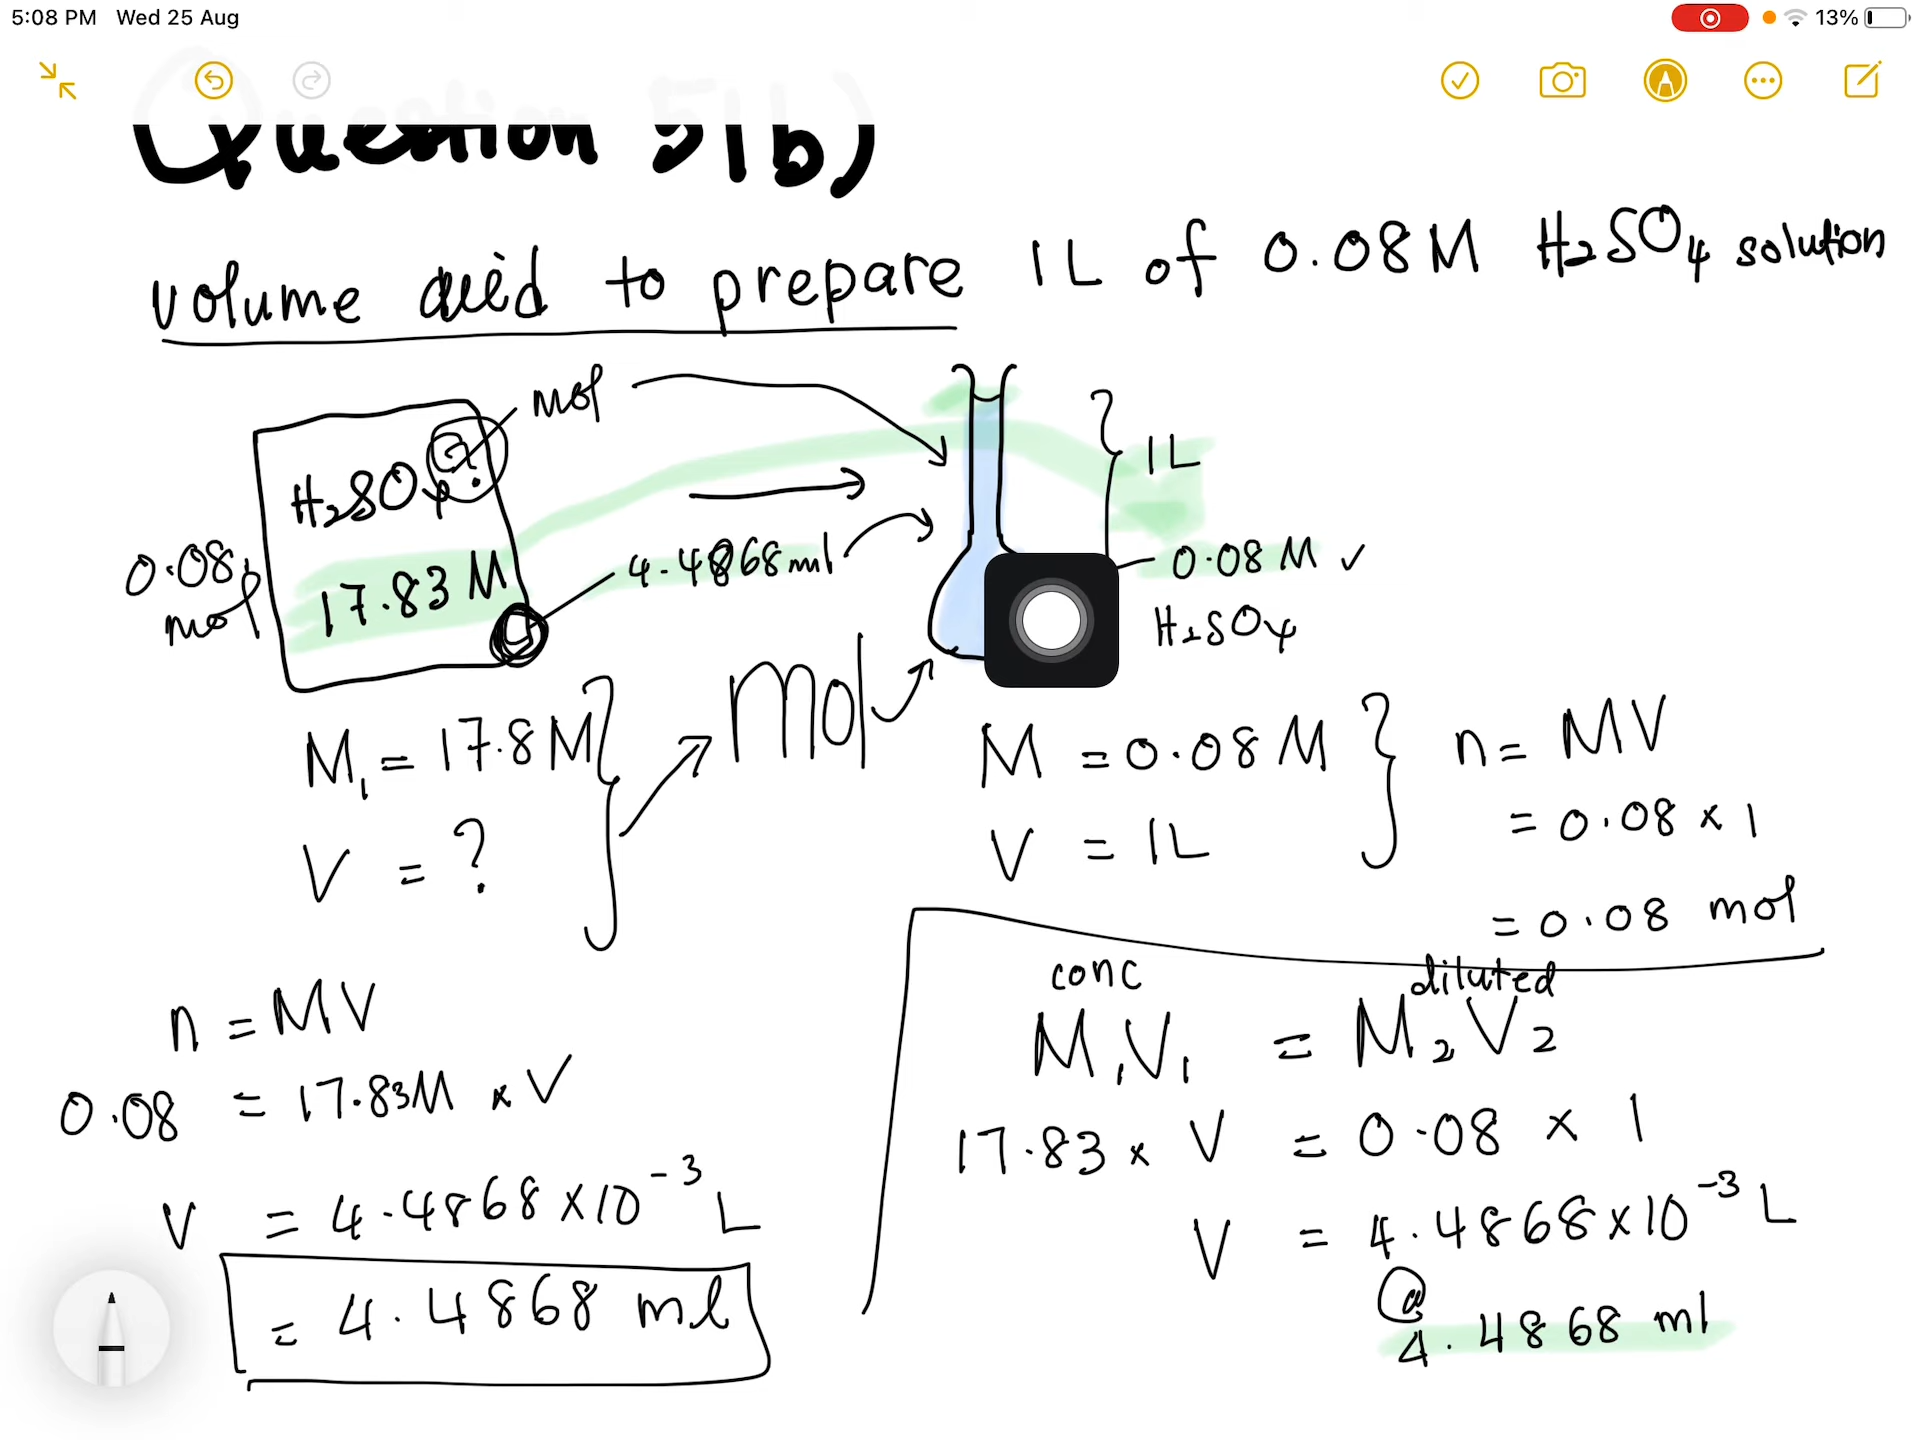 5:08 PM Wed 25 Aug
13%
Question 5(b)
volume acid to prepare 1L of 0.08M H₂SO₄ solution
mol
H₂SO₄
?
17.83 M
0.08
mol
4.4868 ml
1L
0.08 M ✓
H₂SO₄
M₁ = 17.8 M
V = ?
mol
M = 0.08 M
V = 1L
n = MV
= 0.08 x 1
= 0.08 mol
n = MV
0.08 = 17.83M x V
V = 4.4868 x 10⁻³ L
= 4.4868 ml
conc diluted
M₁V₁ = M₂V₂
17.83 x V = 0.08 x 1
V = 4.4868 x 10⁻³ L
@
4.4868 ml